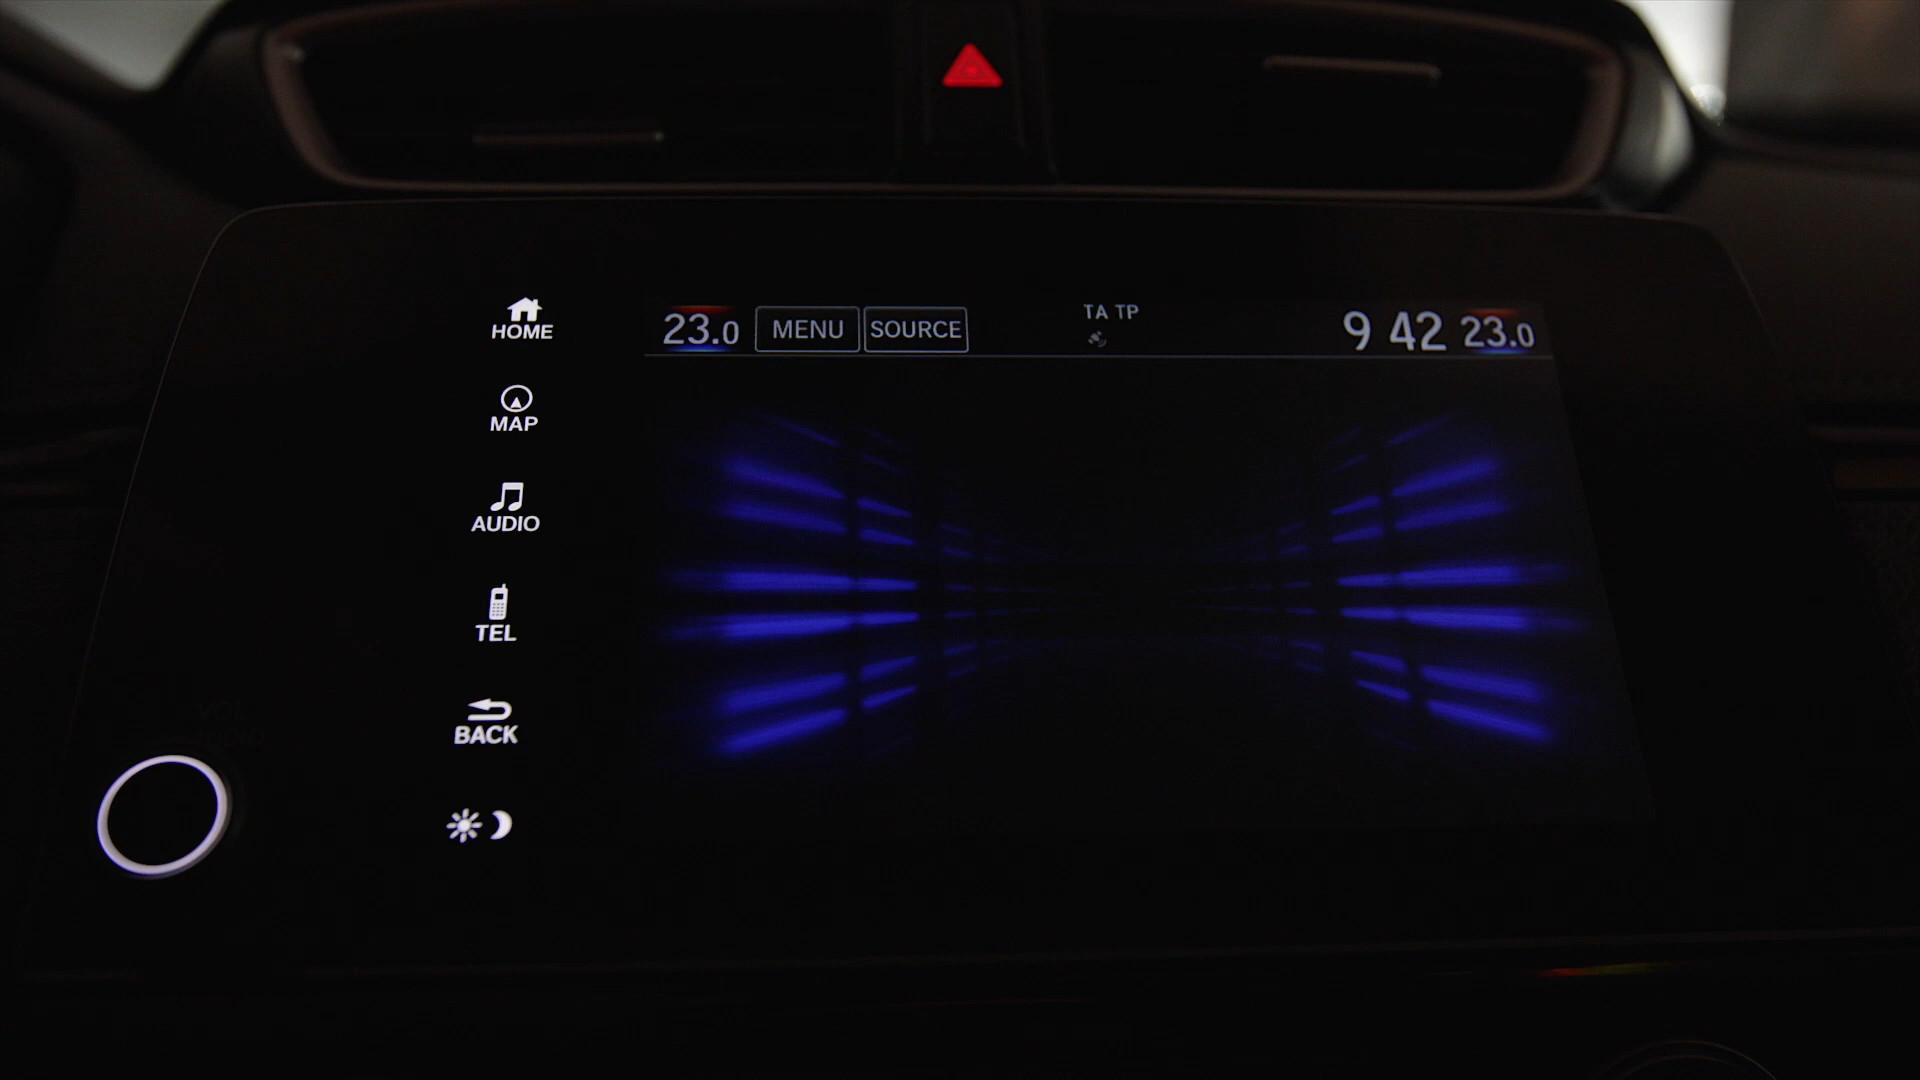 HOME
23.0 MENU SOURCE TA TP 9 42 23.0
MAP
AUDIO
TEL
BACK